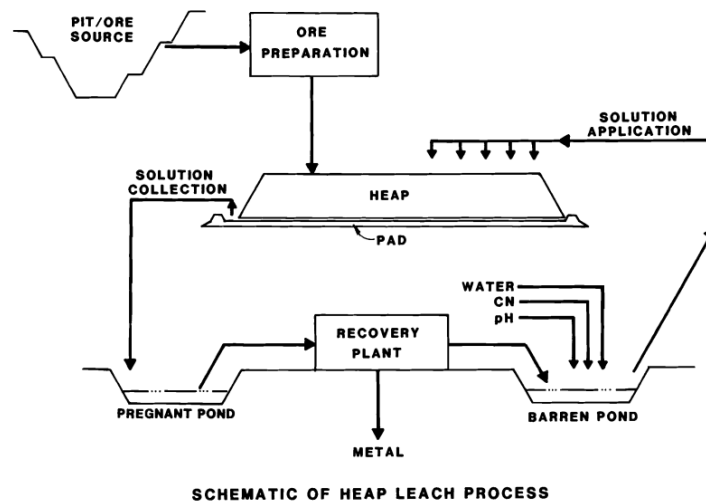 PIT/ORE
SOURCE
ORE
PREPARATION
SOLUTION
APPLICATION
SOLUTION
COLLECTION
HEAP
PAD
WATER
CN
pH
RECOVERY
PLANT
PREGNANT POND
BARREN POND
METAL
SCHEMATIC OF HEAP LEACH PROCESS